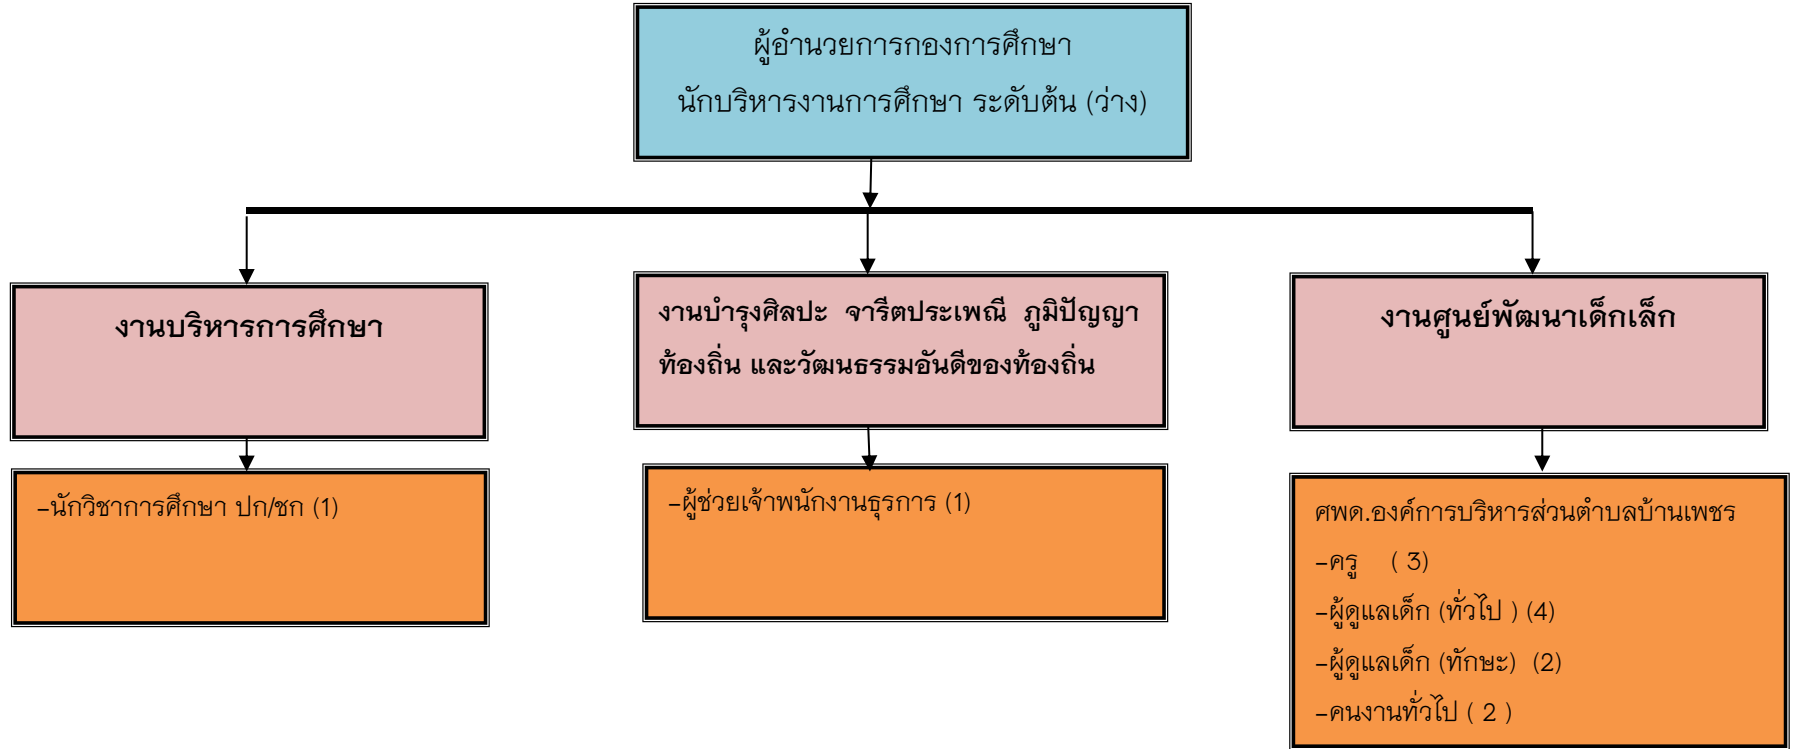 ผู้อำนวยการกองการศึกษา
นักบริหารงานการศึกษา ระดับต้น (ว่าง)
งานบริหารการศึกษา
งานบำรุงศิลปะ จารีตประเพณี ภูมิปัญญา
ท้องถิ่น และวัฒนธรรมอันดีของท้องถิ่น
งานศูนย์พัฒนาเด็กเล็ก
-นักวิชาการศึกษา ปก/ชก (1)
-ผู้ช่วยเจ้าพนักงานธุรการ (1)
ศพด.องค์การบริหารส่วนตำบลบ้านเพชร
-ครู ( 3)
-ผู้ดูแลเด็ก (ทั่วไป ) (4)
-ผู้ดูแลเด็ก (ทักษะ) (2)
-คนงานทั่วไป ( 2 )